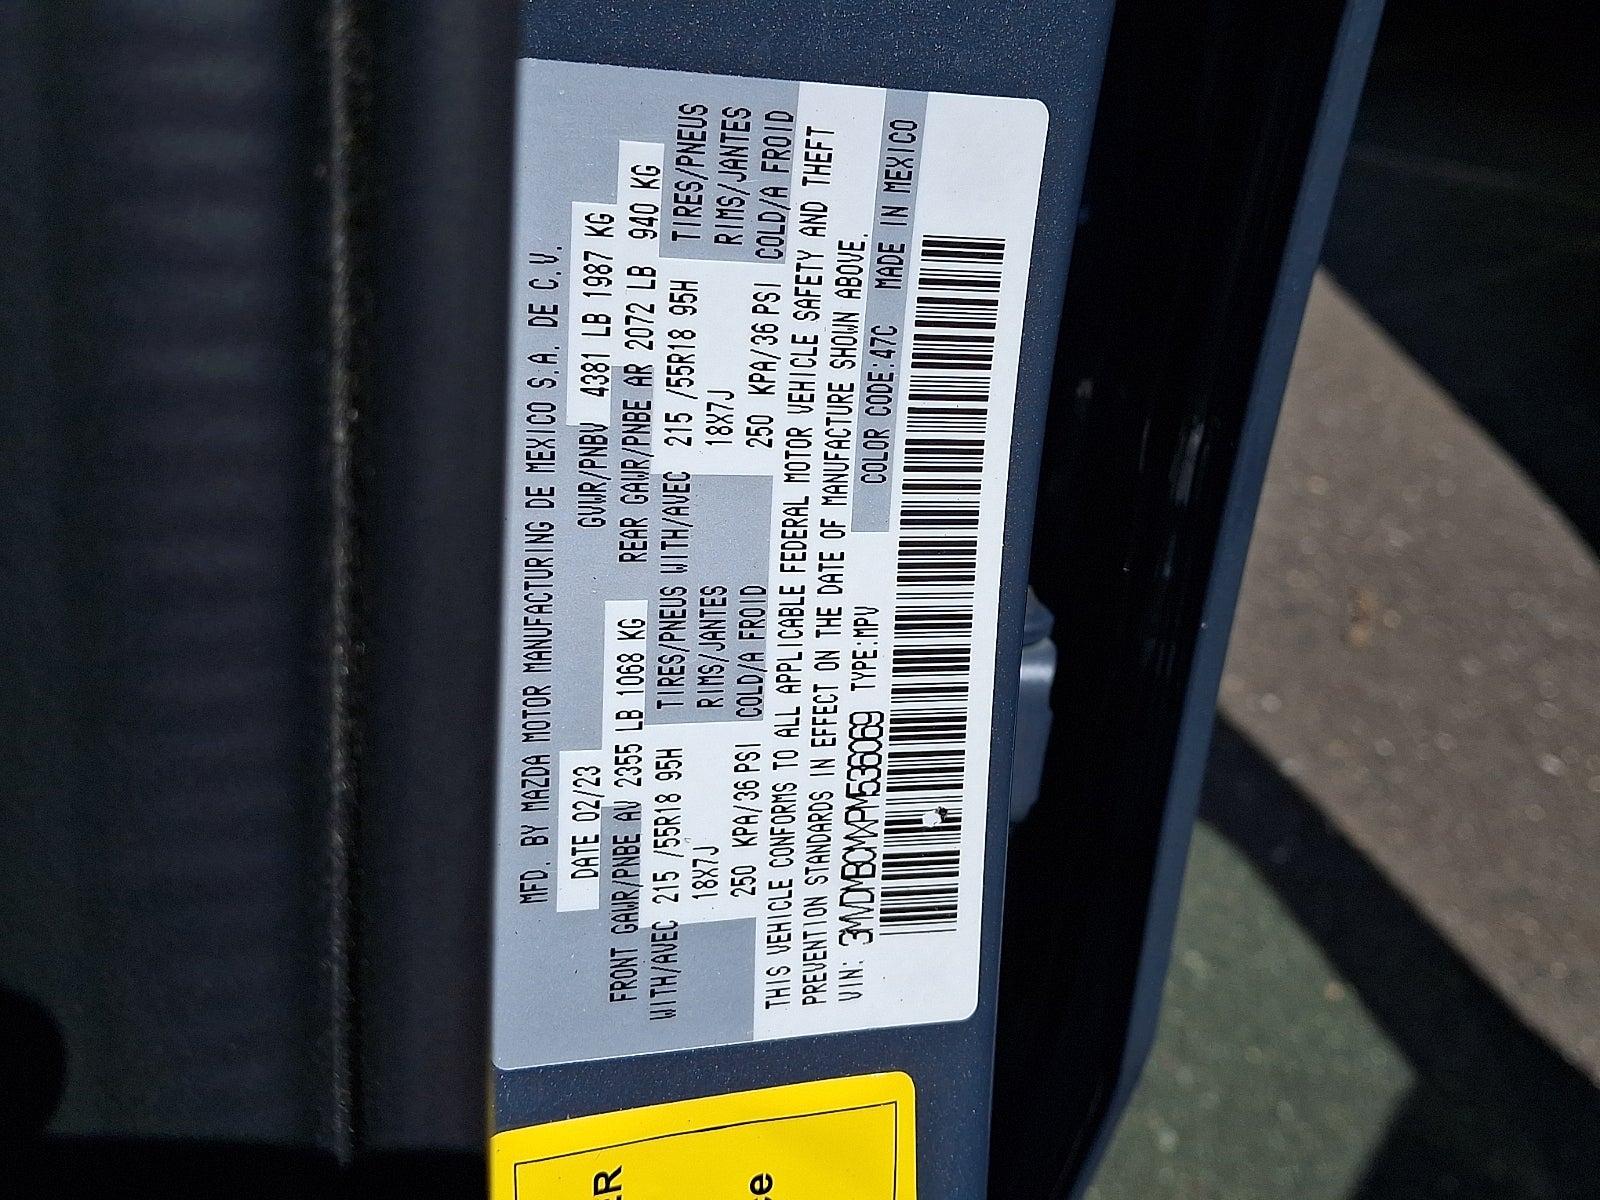 MFD. BY MAZDA MOTOR MANUFACTURING DE MEXICO S.A. DE C.V.
DATE 02/23 GVWR/PNBV 4381 LB 1987 KG
FRONT GAWR/PNBE AV 2355 LB 1068 KG REAR GAWR/PNBE AR 2072 LB 940 KG
WITH/AVEC 215 /55R18 95H TIRES/PNEUS WITH/AVEC 215 /55R18 95H TIRES/PNEUS
18X7J RIMS/JANTES 18X7J RIMS/JANTES
250 KPA/36 PSI COLD/A FROID 250 KPA/36 PSI COLD/A FROID
THIS VEHICLE CONFORMS TO ALL APPLICABLE FEDERAL MOTOR VEHICLE SAFETY AND THEFT
PREVENTION STANDARDS IN EFFECT ON THE DATE OF MANUFACTURE SHOWN ABOVE.
VIN: 3MVDMBCMXPM536069 TYPE:MPV COLOR CODE:47C MADE IN MEXICO